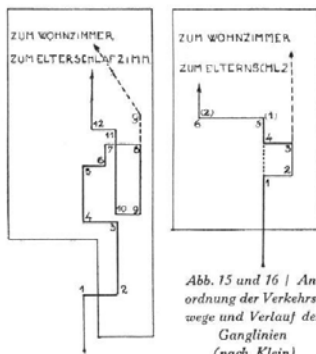 ZUM WOHNZIMMER
ZUM ELTERSCHLAFZIMM.
9
12
11
7
8
6
5
10 9
4
3
1
2
ZUM WOHNZIMMER
ZUM ELTERNSCHLZ
(2)
6
5
(1)
4
3
2
1
Abb. 15 und 16 | An
ordnung der Verkehrs
wege und Verlauf de
Ganglinien
(nach Klein)